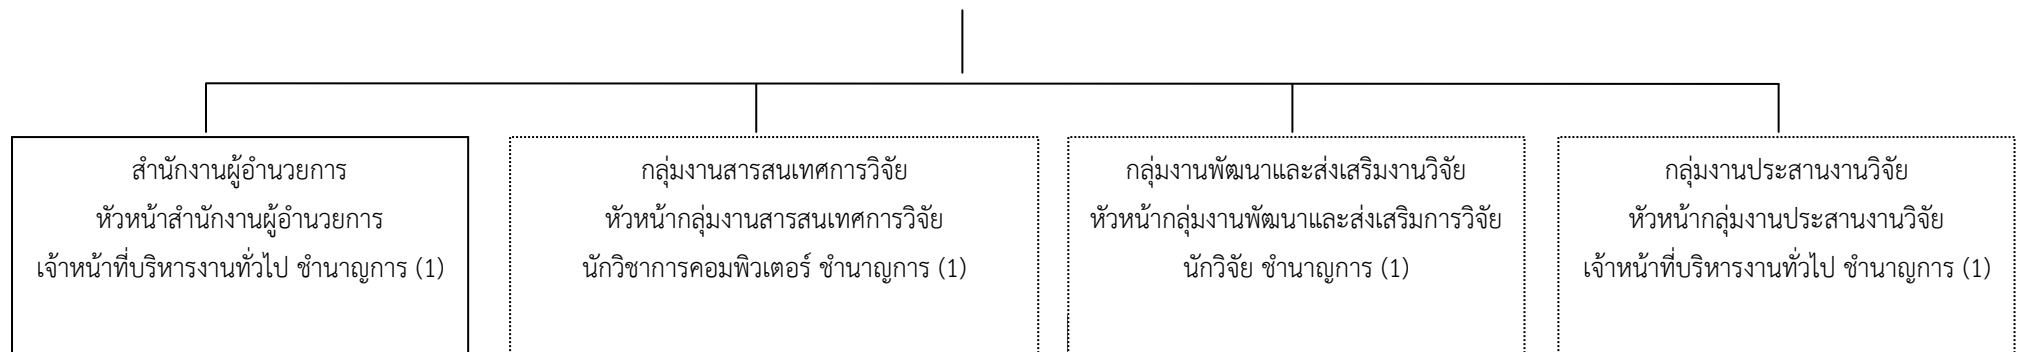 สำนักงานผู้อำนวยการ
หัวหน้าสำนักงานผู้อำนวยการ
เจ้าหน้าที่บริหารงานทั่วไป ชำนาญการ (1)
กลุ่มงานสารสนเทศการวิจัย
หัวหน้ากลุ่มงานสารสนเทศการวิจัย
นักวิชาการคอมพิวเตอร์ ชำนาญการ (1)
กลุ่มงานพัฒนาและส่งเสริมงานวิจัย
หัวหน้ากลุ่มงานพัฒนาและส่งเสริมการวิจัย
นักวิจัย ชำนาญการ (1)
กลุ่มงานประสานงานวิจัย
หัวหน้ากลุ่มงานประสานงานวิจัย
เจ้าหน้าที่บริหารงานทั่วไป ชำนาญการ (1)